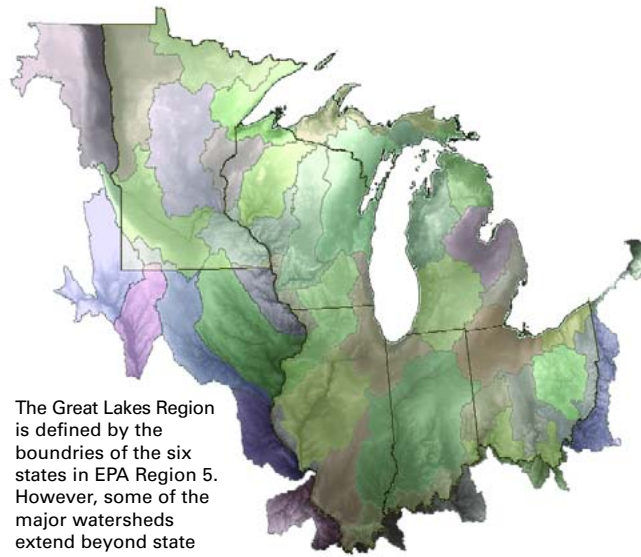 The Great Lakes Region
is defined by the
boundries of the six
states in EPA Region 5.
However, some of the
major watersheds
extend beyond state